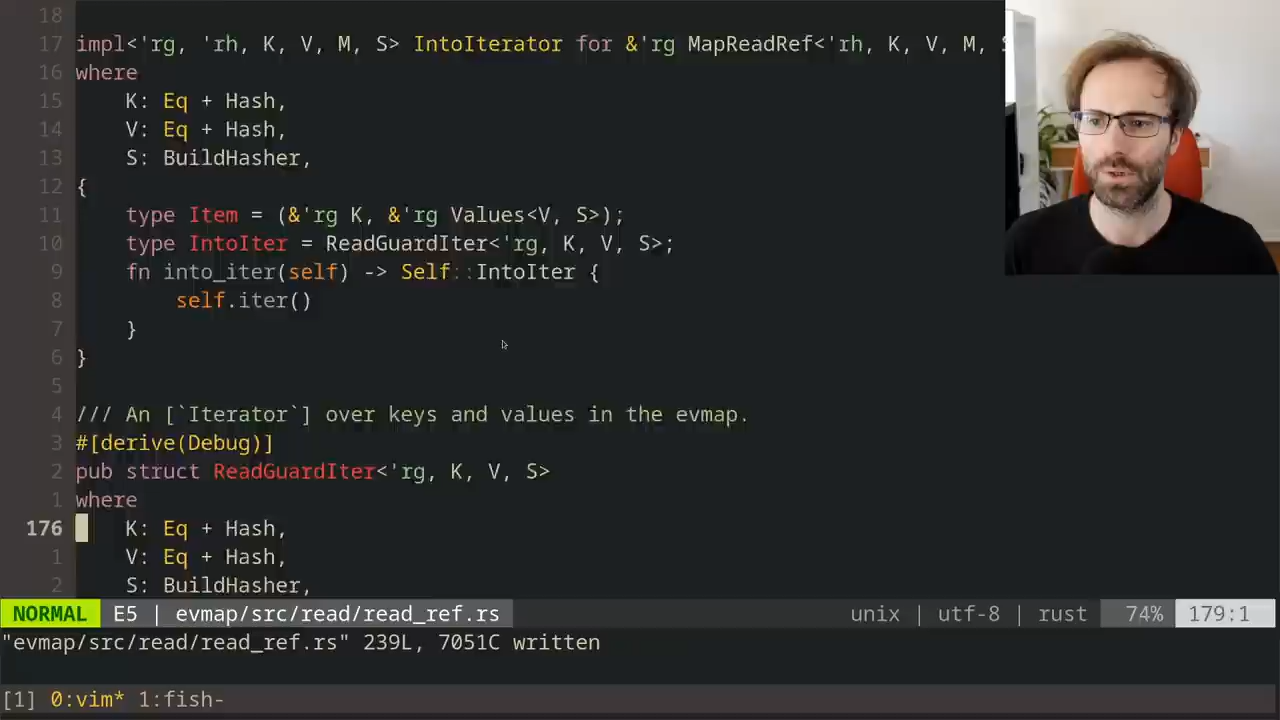 18
17 impl<'rg, 'rh, K, V, M, S> IntoIterator for &'rg MapReadRef<'rh, K, V, M,
16 where
15     K: Eq + Hash,
14     V: Eq + Hash,
13     S: BuildHasher,
12 {
11     type Item = (&'rg K, &'rg Values<V, S>);
10     type IntoIter = ReadGuardIter<'rg, K, V, S>;
9     fn into_iter(self) -> Self::IntoIter {
8         self.iter()
7     }
6 }
5
4 /// An [`Iterator`] over keys and values in the evmap.
3 #[derive(Debug)]
2 pub struct ReadGuardIter<'rg, K, V, S>
1 where
176     K: Eq + Hash,
1     V: Eq + Hash,
2     S: BuildHasher,
NORMAL E5 | evmap/src/read/read_ref.rs unix | utf-8 | rust 74% 179:1
"evmap/src/read/read_ref.rs" 239L, 7051C written
[1] 0:vim* 1:fish-